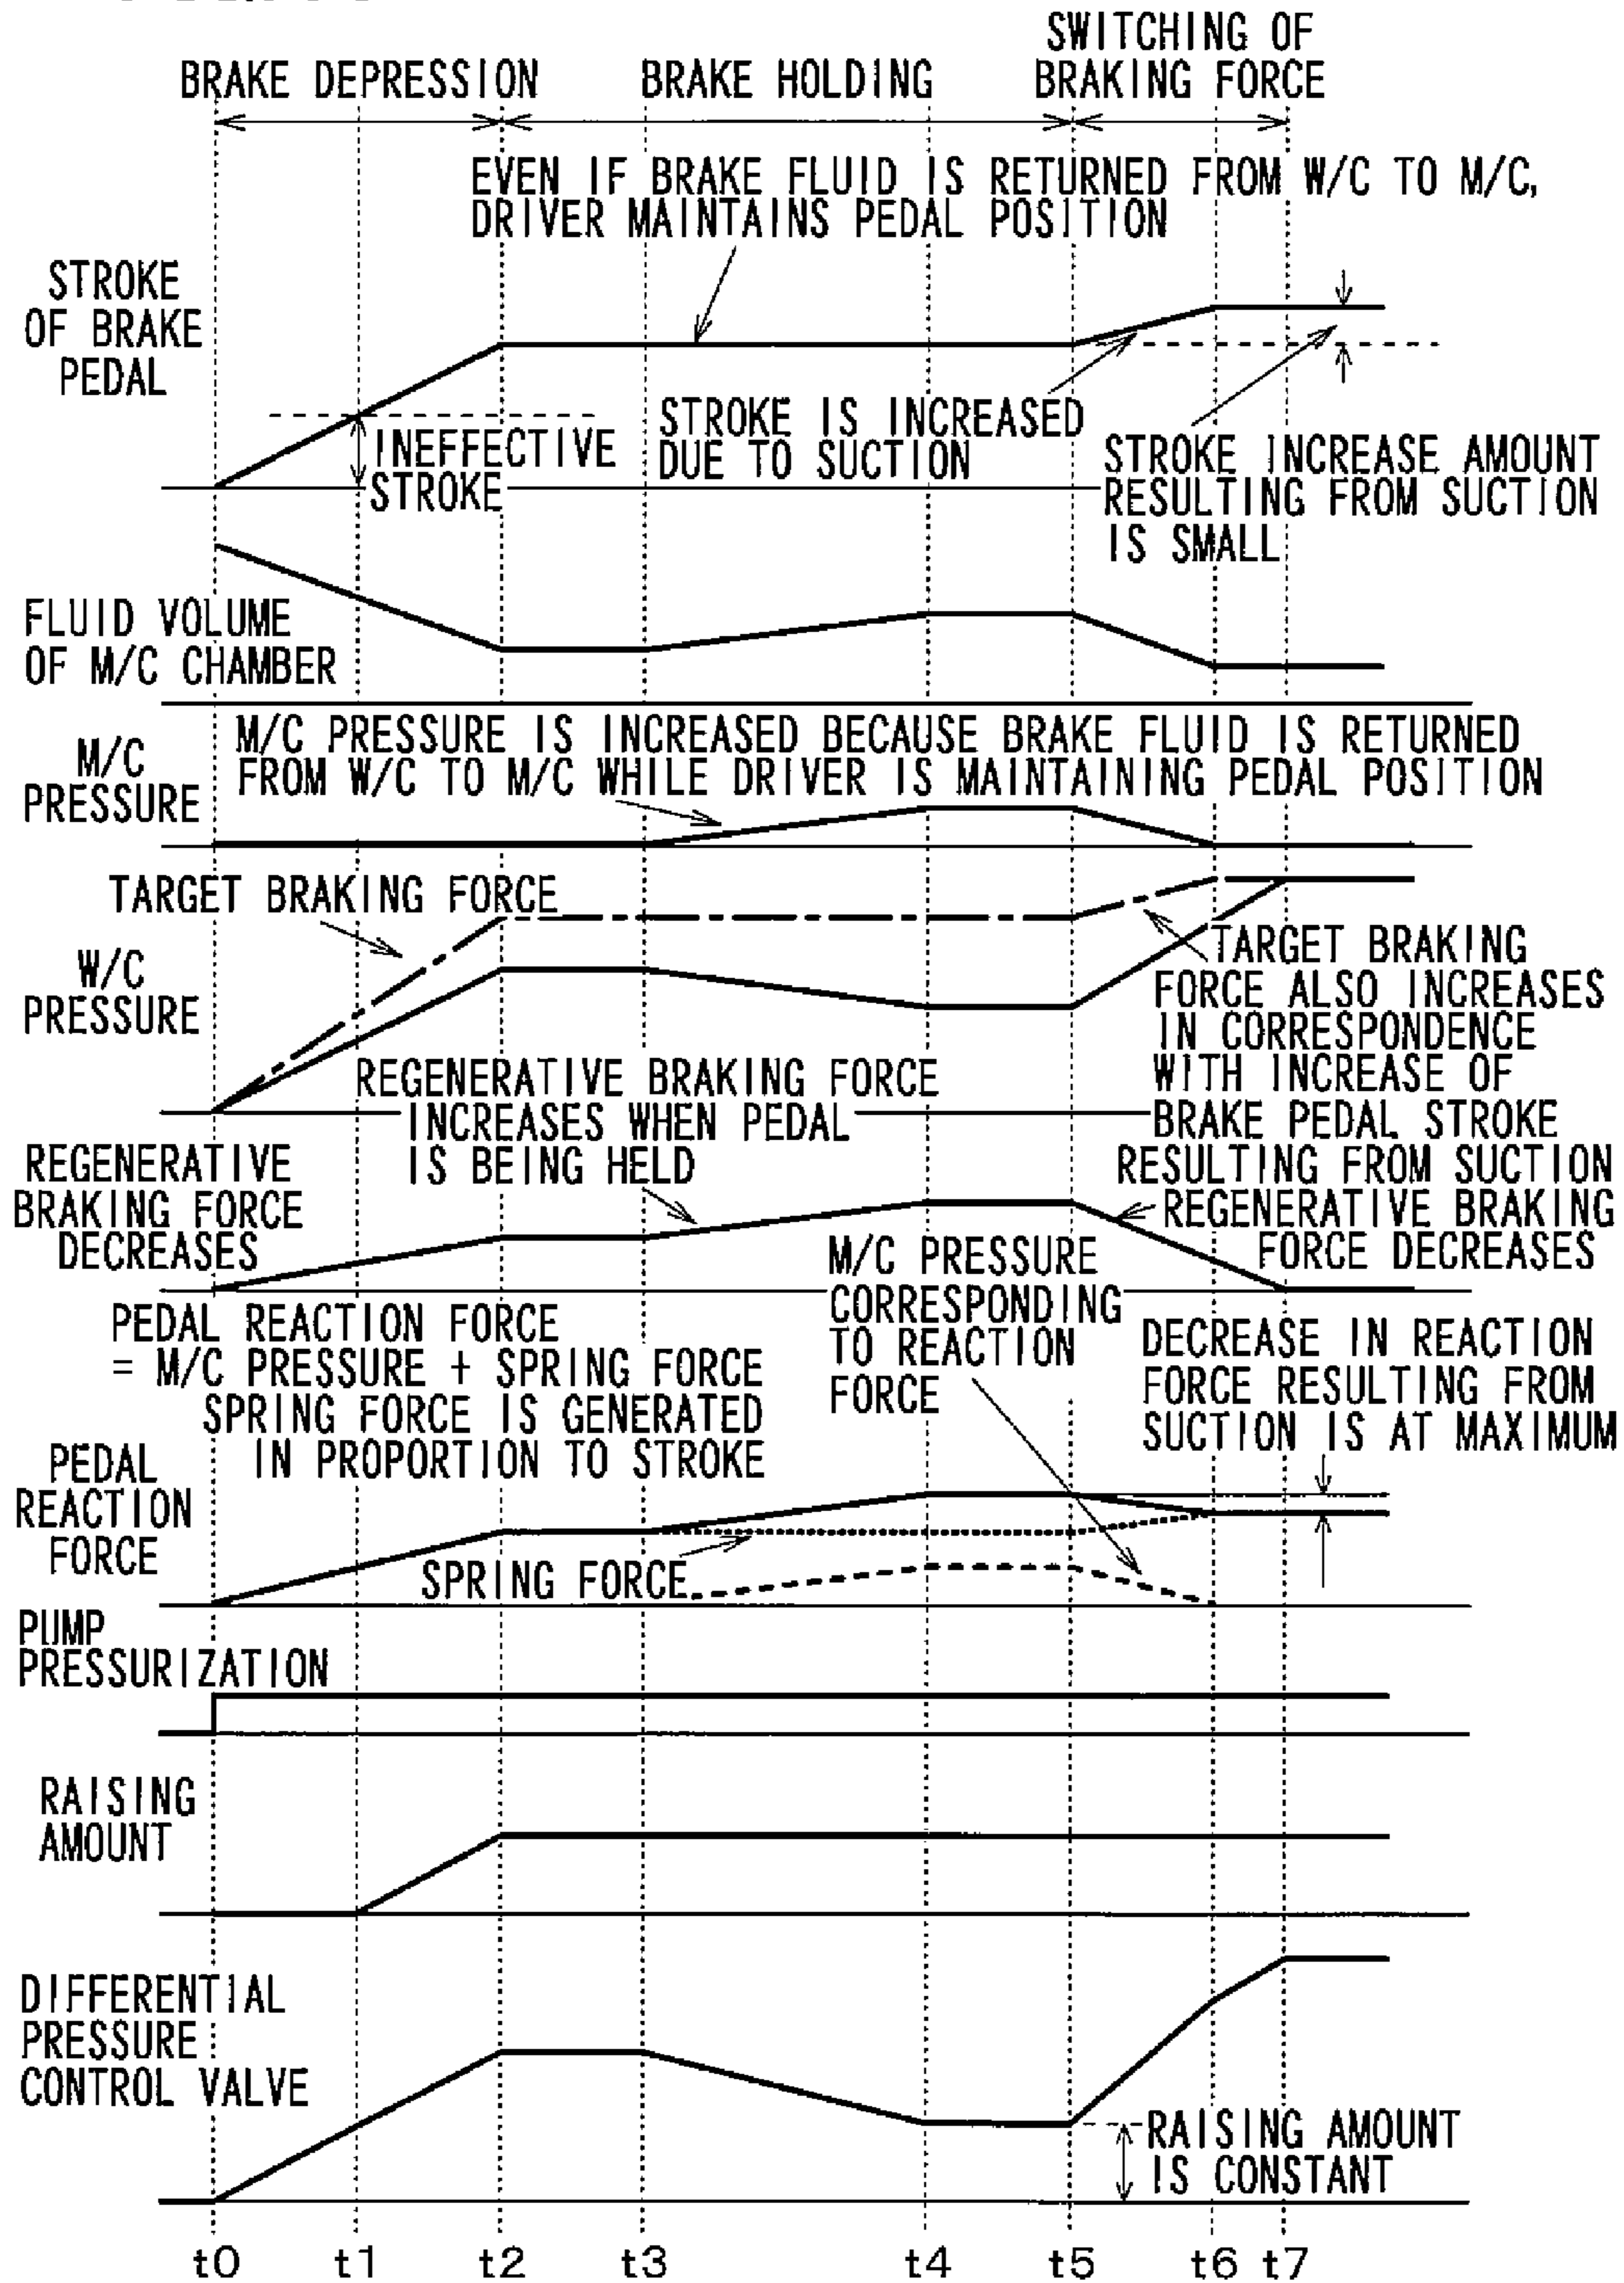 SWITCHING OF
BRAKE DEPRESSION
BRAKE HOLDING
BRAKING FORCE
EVEN IF BRAKE FLUID IS RETURNED FROM W/C TO M/C,
DRIVER MAINTAINS PEDAL POSITION
STROKE
OF BRAKE
PEDAL
INEFFECTIVE
STROKE
STROKE IS INCREASED
DUE TO SUCTION
STROKE INCREASE AMOUNT
RESULTING FROM SUCTION
IS SMALL
FLUID VOLUME
OF M/C CHAMBER
M/C
PRESSURE
M/C PRESSURE IS INCREASED BECAUSE BRAKE FLUID IS RETURNED
FROM W/C TO M/C WHILE DRIVER IS MAINTAINING PEDAL POSITION
TARGET BRAKING FORCE
W/C
PRESSURE
TARGET BRAKING
FORCE ALSO INCREASES
IN CORRESPONDENCE
WITH INCREASE OF
BRAKE PEDAL STROKE
RESULTING FROM SUCTION
REGENERATIVE BRAKING FORCE
INCREASES WHEN PEDAL
IS BEING HELD
REGENERATIVE
BRAKING FORCE
DECREASES
REGENERATIVE BRAKING
FORCE DECREASES
M/C PRESSURE
CORRESPONDING
TO REACTION
FORCE
PEDAL REACTION FORCE
= M/C PRESSURE + SPRING FORCE
SPRING FORCE IS GENERATED
IN PROPORTION TO STROKE
DECREASE IN REACTION
FORCE RESULTING FROM
SUCTION IS AT MAXIMUM
PEDAL
REACTION
FORCE
SPRING FORCE
PUMP
PRESSURIZATION
RAISING
AMOUNT
DIFFERENTIAL
PRESSURE
CONTROL VALVE
RAISING AMOUNT
IS CONSTANT
t0 t1 t2 t3 t4 t5 t6 t7